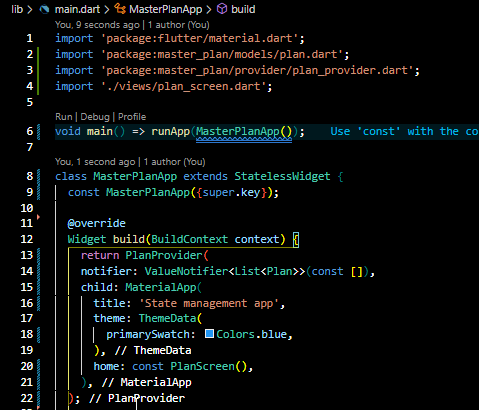 lib > main.dart > MasterPlanApp > build
You, 9 seconds ago | 1 author (You)
1 import 'package:flutter/material.dart';
2 import 'package:master_plan/models/plan.dart';
3 import 'package:master_plan/provider/plan_provider.dart';
4 import './views/plan_screen.dart';
5
Run | Debug | Profile
6 void main() => runApp(MasterPlanApp()); Use 'const' with the co
7
You, 1 second ago | 1 author (You)
8 class MasterPlanApp extends StatelessWidget {
9 const MasterPlanApp({super.key});
10
11 @override
12 Widget build(BuildContext context) {
13 return PlanProvider(
14 notifier: ValueNotifier<List<Plan>>(const []),
15 child: MaterialApp(
16 title: 'State management app',
17 theme: ThemeData(
18 primarySwatch: Colors.blue,
19 ), // ThemeData
20 home: const PlanScreen(),
21 ), // MaterialApp
22 ); // PlanProvider